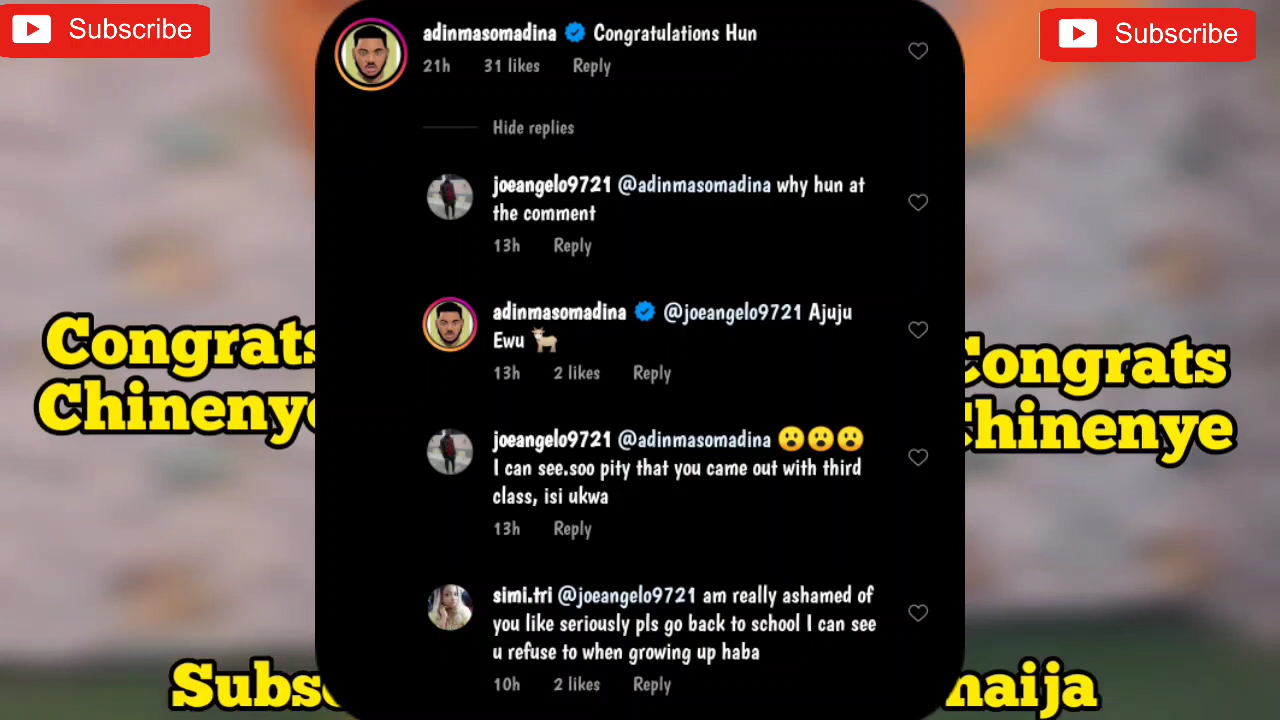 Subscribe
Subscribe
adinmasomadina Congratulations Hun
21h 31 likes Reply
Hide replies
joeangelo9721 @adinmasomadina why hun at
the comment
13h Reply
adinmasomadina @joeangelo9721 Ajuju
Ewu
13h 2 likes Reply
joeangelo9721 @adinmasomadina 😮😮😮
I can see.soo pity that you came out with third
class, isi ukwa
13h Reply
simi.tri @joeangelo9721 am really ashamed of
you like seriously pls go back to school I can see
u refuse to when growing up haba
10h 2 likes Reply
Congrats
Chinenye
Congrats
Chinenye